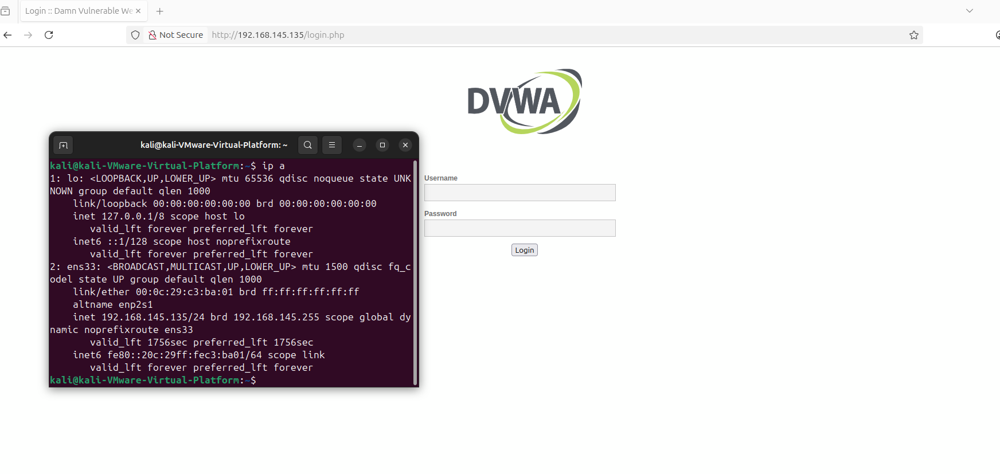 Login :: Damn Vulnerable We
Not Secure http://192.168.145.135/login.php
DVWA
kali@kali-VMware-Virtual-Platform: ~
kali@kali-VMware-Virtual-Platform:~$ ip a
1: lo: <LOOPBACK,UP,LOWER_UP> mtu 65536 qdisc noqueue state UNK
NOWN group default qlen 1000
    link/loopback 00:00:00:00:00:00 brd 00:00:00:00:00:00
    inet 127.0.0.1/8 scope host lo
       valid_lft forever preferred_lft forever
    inet6 ::1/128 scope host noprefixroute
       valid_lft forever preferred_lft forever
2: ens33: <BROADCAST,MULTICAST,UP,LOWER_UP> mtu 1500 qdisc fq_c
odel state UP group default qlen 1000
    link/ether 00:0c:29:c3:ba:01 brd ff:ff:ff:ff:ff:ff
    altname enp2s1
    inet 192.168.145.135/24 brd 192.168.145.255 scope global dy
namic noprefixroute ens33
       valid_lft 1756sec preferred_lft 1756sec
    inet6 fe80::20c:29ff:fec3:ba01/64 scope link
       valid_lft forever preferred_lft forever
kali@kali-VMware-Virtual-Platform:~$
Username
Password
Login